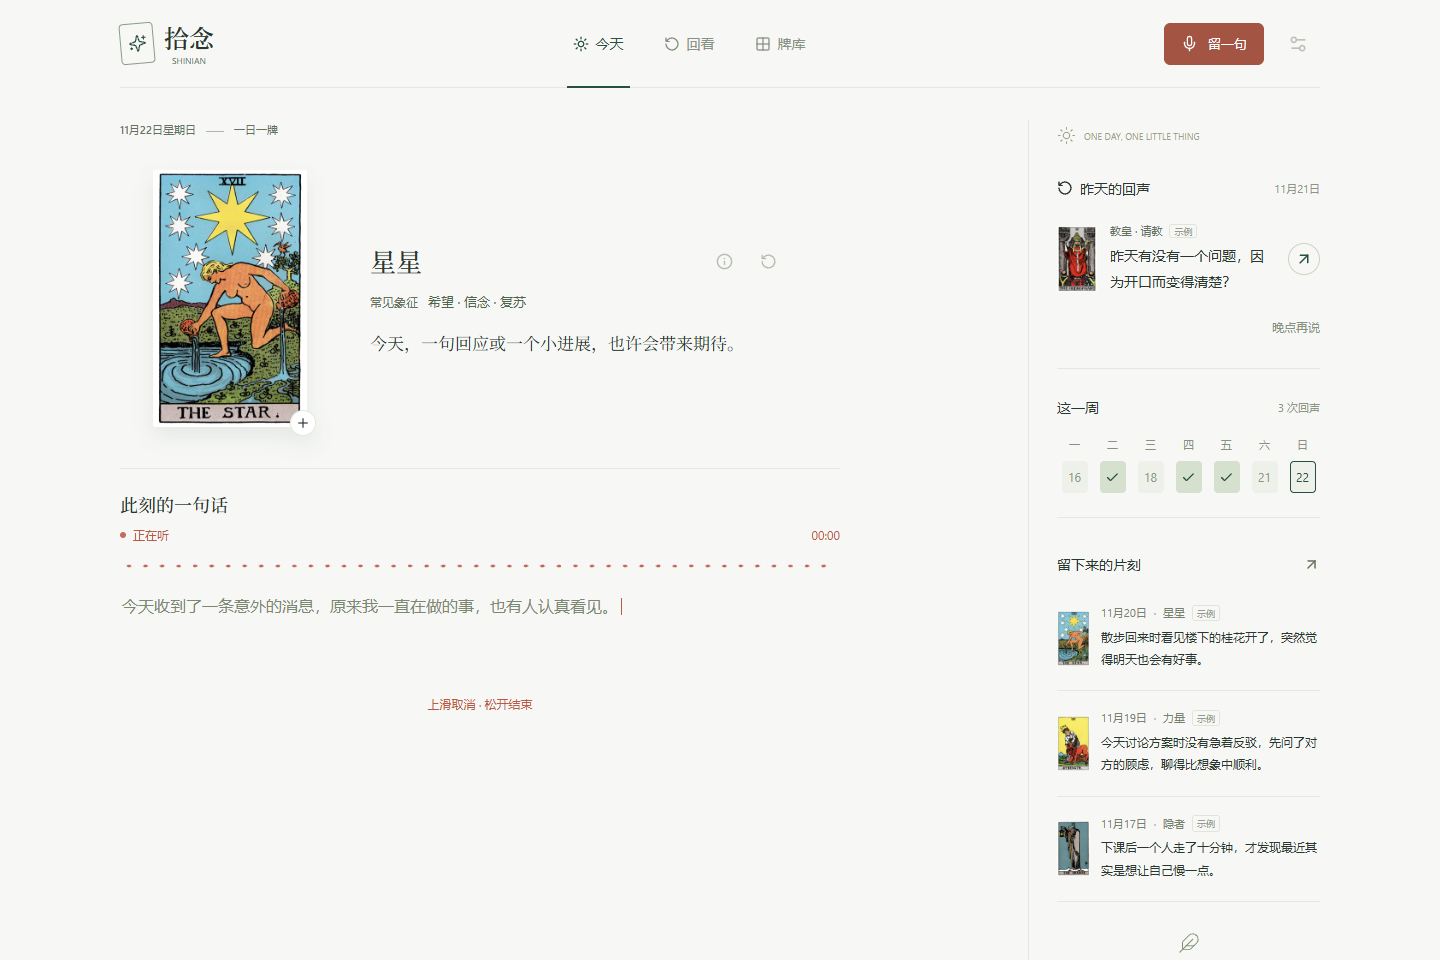 拾念
SHINIAN
今天
回看
牌库
留一句
11月22日星期日 — 一日一牌
XVII
THE STAR.
星星
常见象征 希望 · 信念 · 复苏
今天，一句回应或一个小进展，也许会带来期待。
此刻的一句话
正在听
00:00
今天收到了一条意外的消息，原来我一直在做的事，也有人认真看见。
上滑取消 · 松开结束
ONE DAY, ONE LITTLE THING
昨天的回声
11月21日
教皇 · 请教 示例
昨天有没有一个问题，因
为开口而变得清楚？
晚点再说
这一周
3 次回声
一 二 三 四 五 六 日
16 18 21 22
留下来的片刻
11月20日 · 星星 示例
散步回来时看见楼下的桂花开了，突然觉
得明天也会有好事。
11月19日 · 力量 示例
今天讨论方案时没有急着反驳，先问了对
方的顾虑，聊得比想象中顺利。
11月17日 · 隐者 示例
下课后一个人走了十分钟，才发现最近其
实是想让自己慢一点。